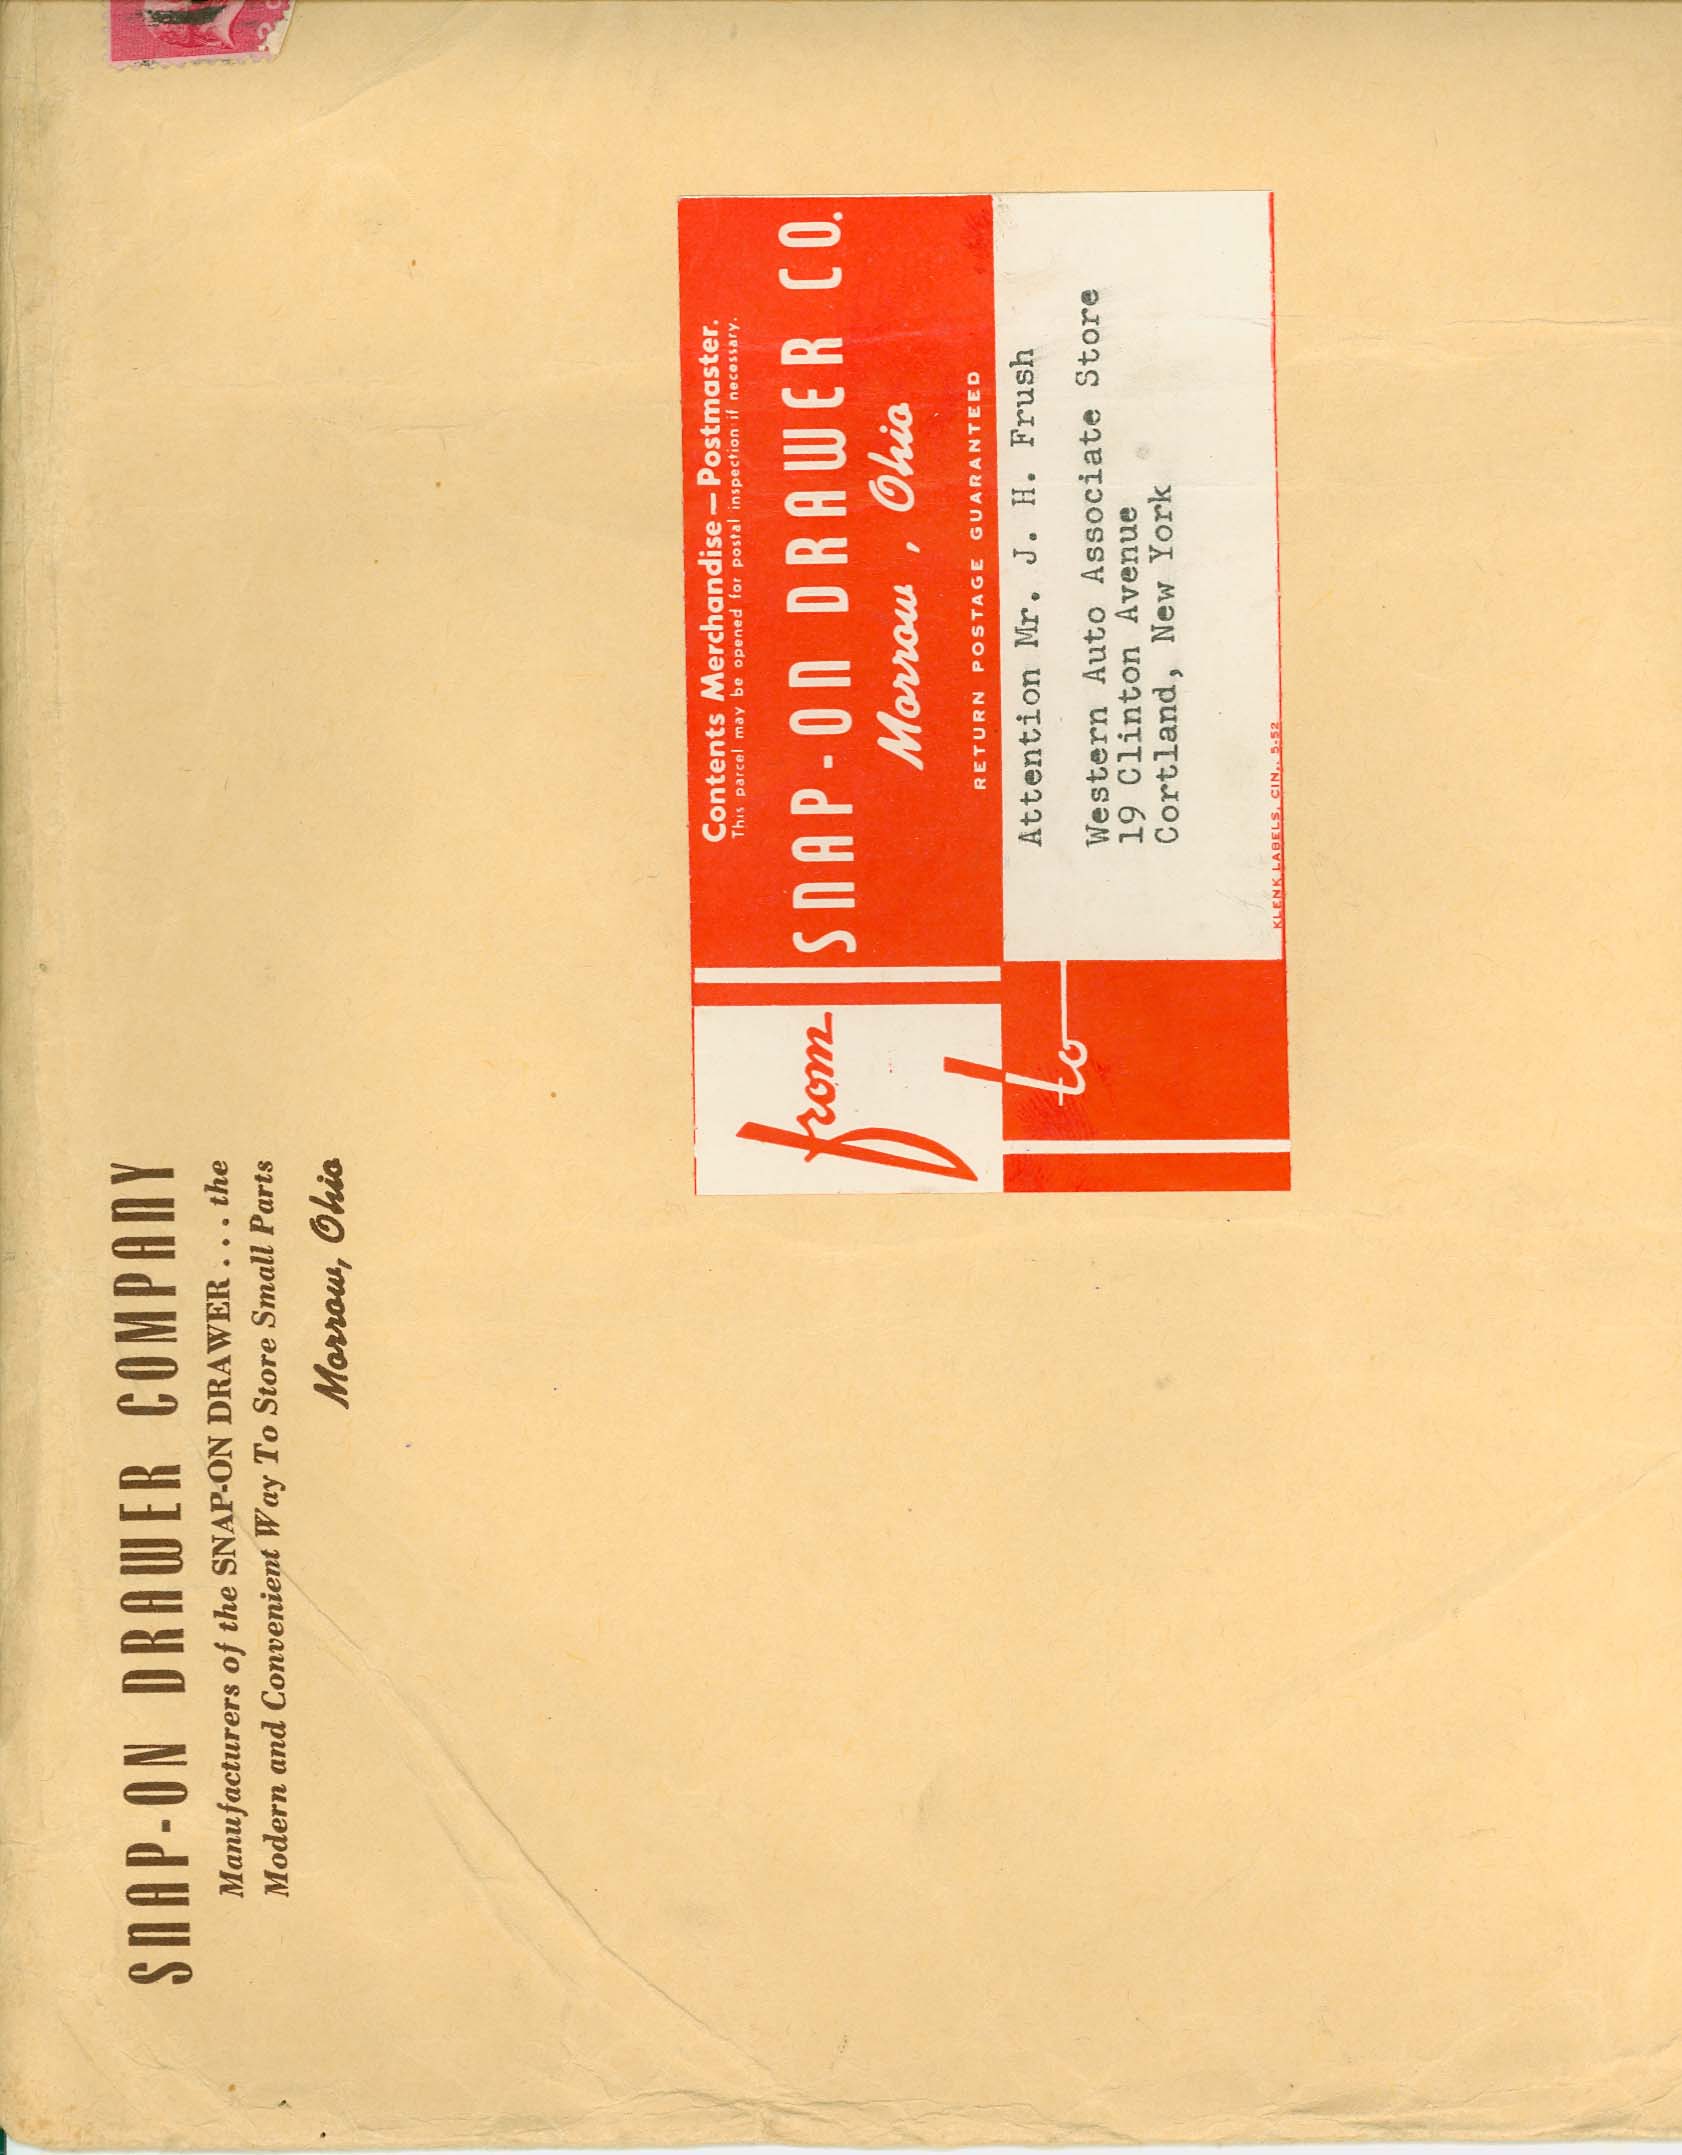 SNAP-ON DRAWER COMPANY
Manufacturers of the SNAP-ON DRAWER . . . the
Modern and Convenient Way To Store Small Parts
Morrow, Ohio
Contents Merchandise—Postmaster.
This parcel may be opened for postal inspection if necessary.
from SNAP-ON DRAWER CO.
Morrow, Ohio
RETURN POSTAGE GUARANTEED
to
Attention Mr. J. H. Frush
Western Auto Associate Store
19 Clinton Avenue
Cortland, New York
KLENK LABELS, CIN., 5-52